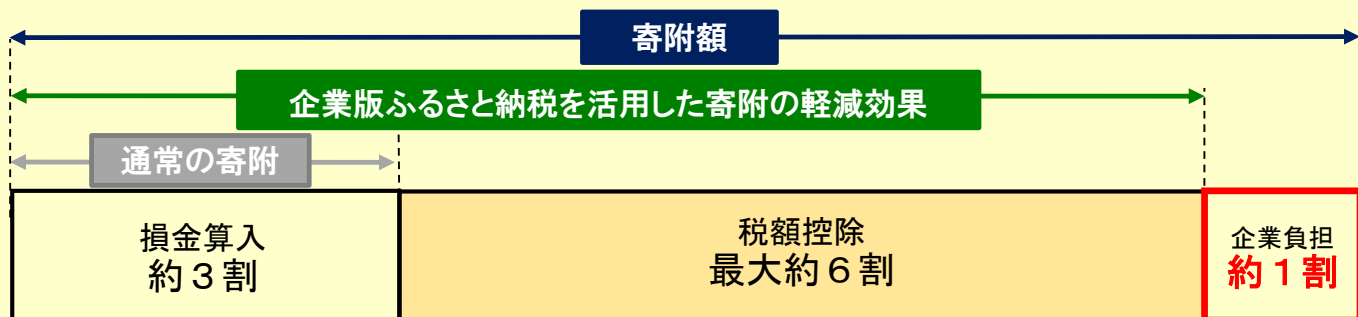 寄附額
企業版ふるさと納税を活用した寄附の軽減効果
通常の寄附
損金算入
約３割
税額控除
最大約６割
企業負担
約１割